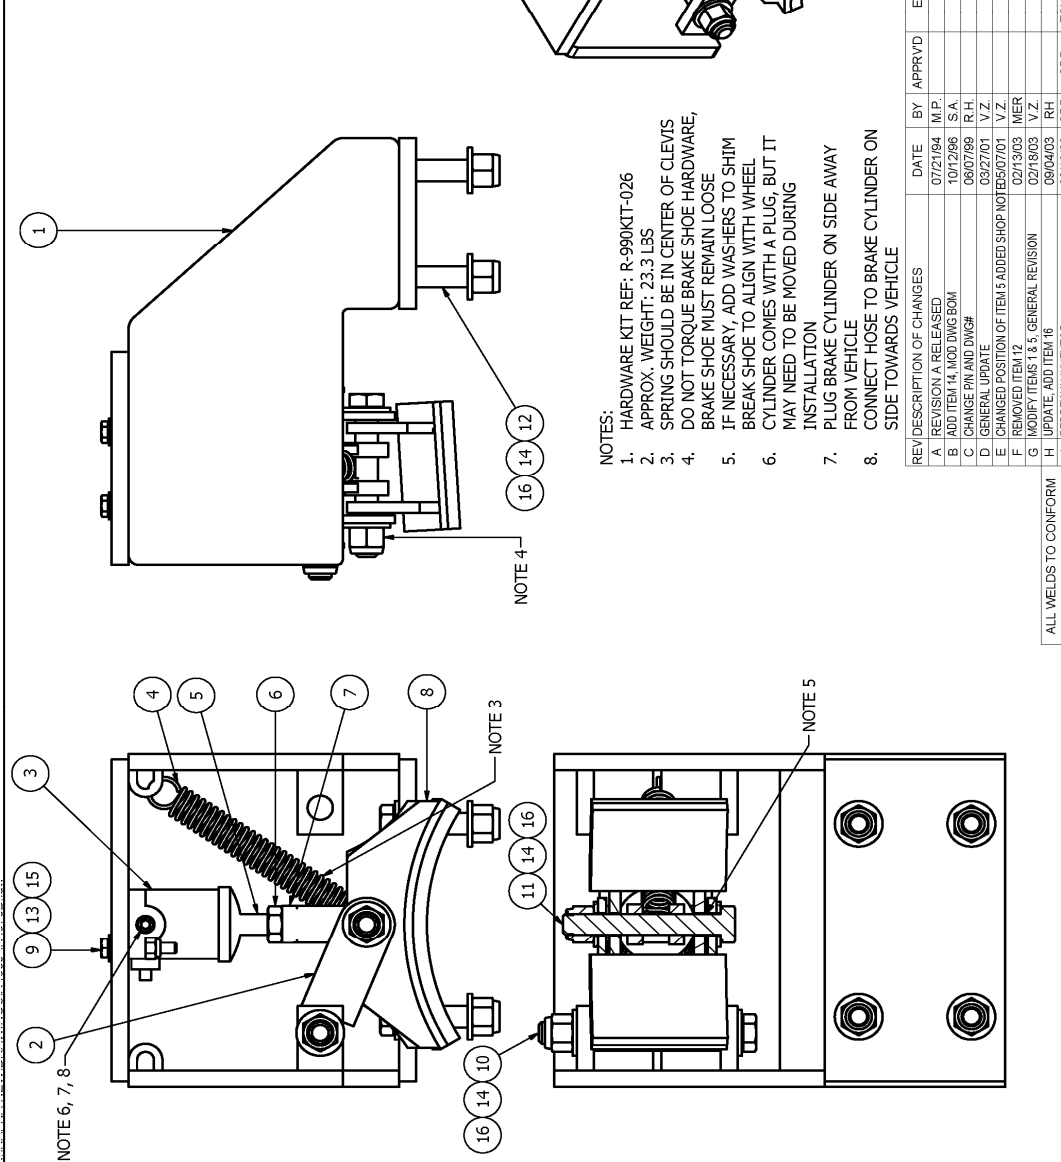 1
16
14
12
NOTE 4
NOTE 6, 7, 8
2
9
13
15
3
4
5
6
7
8
NOTE 3
16
14
10
11
14
16
NOTE 5
NOTES:
1. HARDWARE KIT REF: R-990KIT-026
2. APPROX. WEIGHT: 23.3 LBS
3. SPRING SHOULD BE IN CENTER OF CLEVIS
4. DO NOT TORQUE BRAKE SHOE HARDWARE,
BRAKE SHOE MUST REMAIN LOOSE
5. IF NECESSARY, ADD WASHERS TO SHIM
BREAK SHOE TO ALIGN WITH WHEEL
6. CYLINDER COMES WITH A PLUG, BUT IT
MAY NEED TO BE MOVED DURING
INSTALLATION
7. PLUG BRAKE CYLINDER ON SIDE AWAY
FROM VEHICLE
8. CONNECT HOSE TO BRAKE CYLINDER ON
SIDE TOWARDS VEHICLE
REV DESCRIPTION OF CHANGES DATE BY APPRV'D
A REVISION A RELEASED 07/21/94 M.P.
B ADD ITEM 14, MOD DWG BOM 10/12/96 S.A.
C CHANGE P/N AND DWG# 06/07/99 R.H.
D GENERAL UPDATE 03/27/01 V.Z.
E CHANGED POSITION OF ITEM 5 ADDED SHOP NOTED5/07/01 V.Z.
F REMOVED ITEM 12 02/13/03 MER
G MODIFY ITEMS 1 & 5, GENERAL REVISION 02/18/03 V.Z.
H UPDATE, ADD ITEM 16 09/04/03 RH
ALL WELDS TO CONFORM